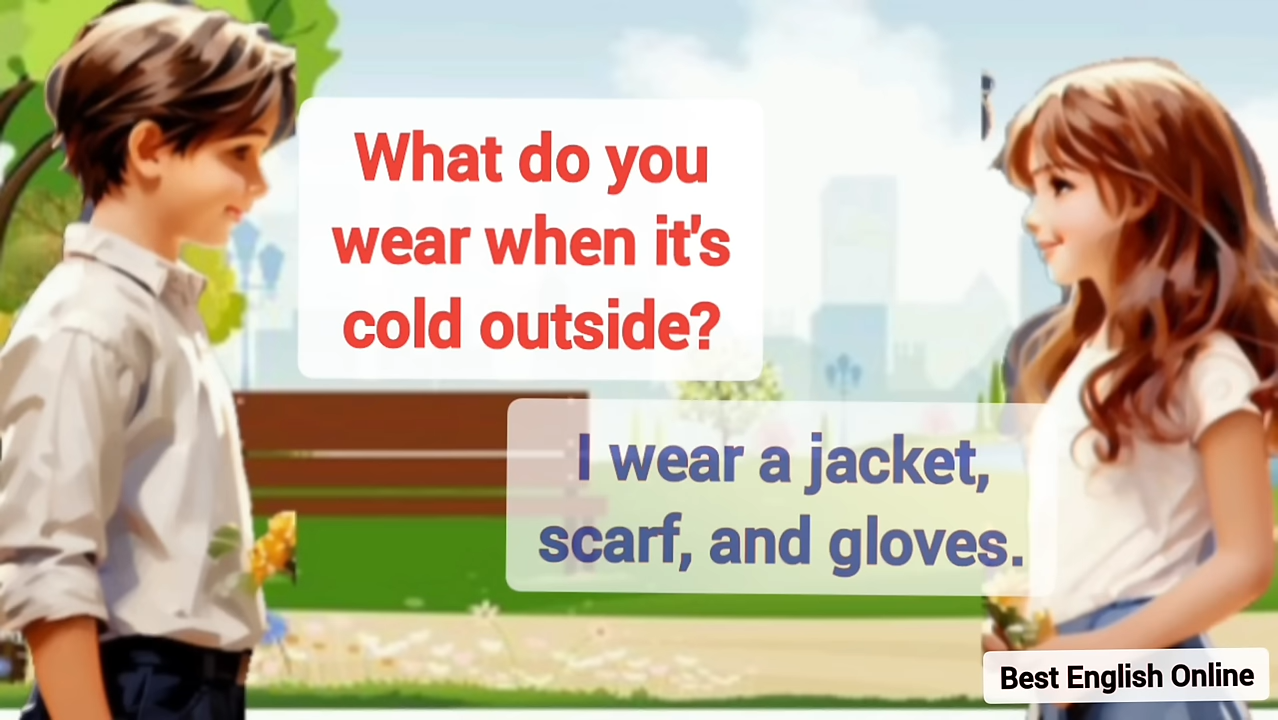 What do you
wear when it's
cold outside?
I wear a jacket,
scarf, and gloves.
Best English Online